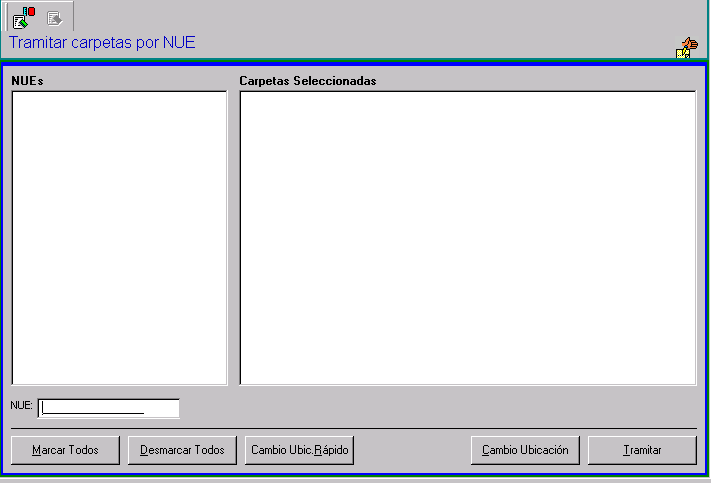 Tramitar carpetas por NUE
NUEs
Carpetas Seleccionadas
NUE:
Marcar Todos
Desmarcar Todos
Cambio Ubic.Rápido
Cambio Ubicación
Tramitar